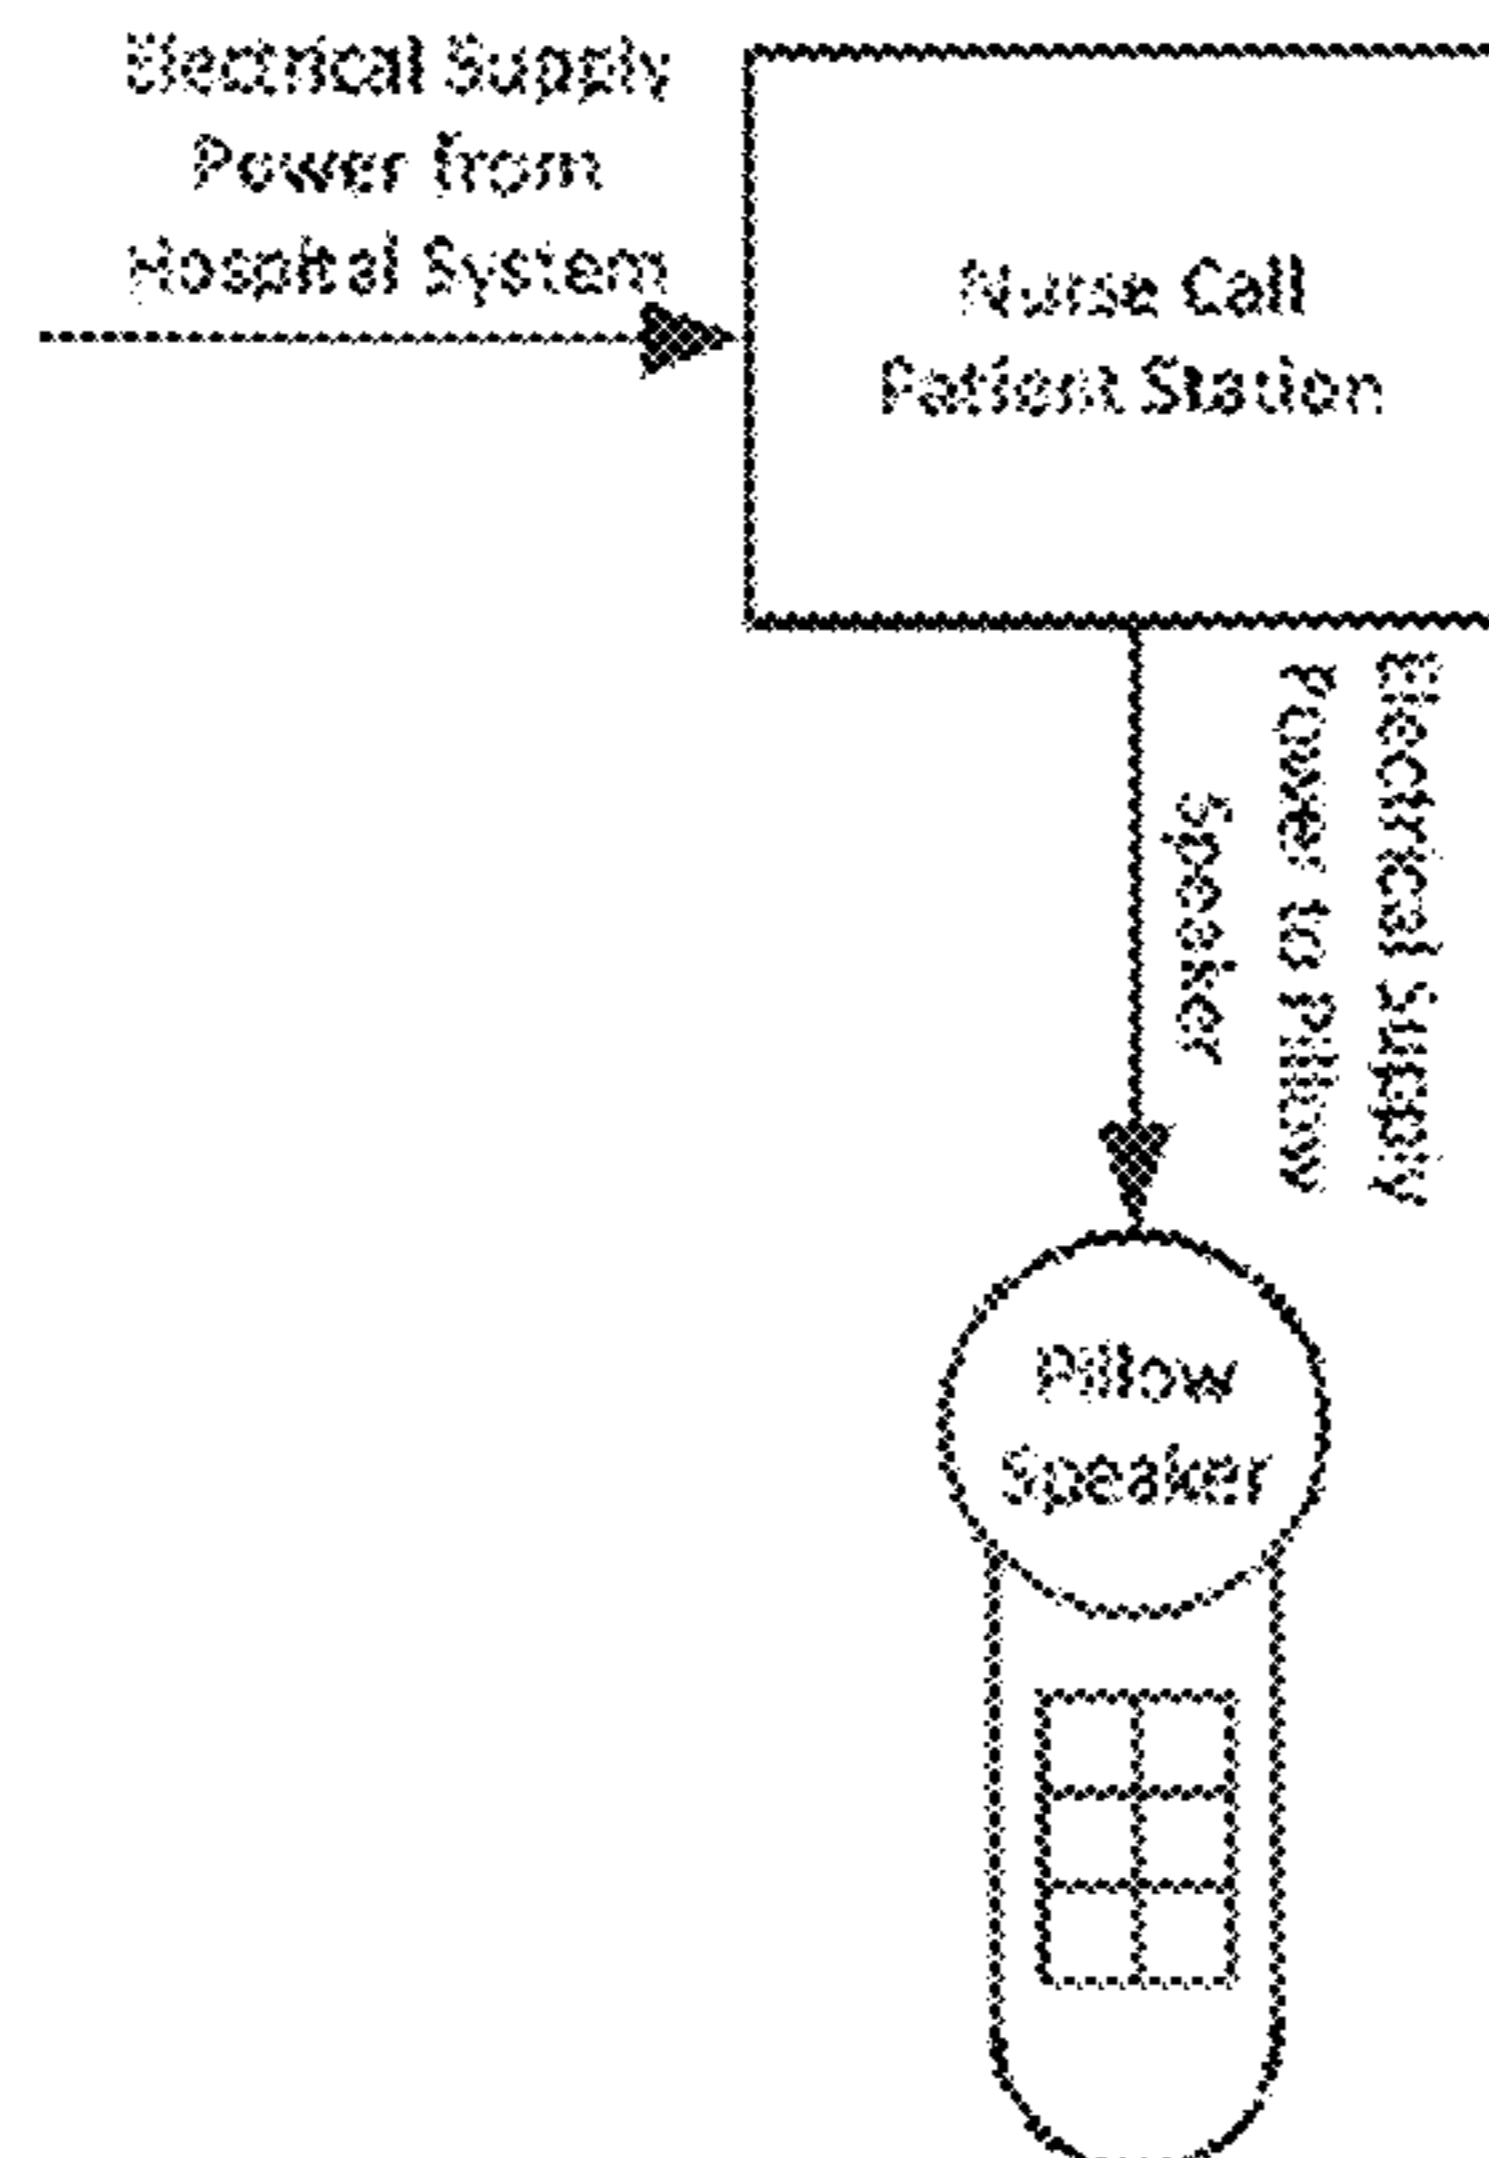 Electrical Supply
Power from
Hospital System
Nurse Call
Patient Station
Electrical Supply
Power to Pillow
Speaker
Pillow
Speaker